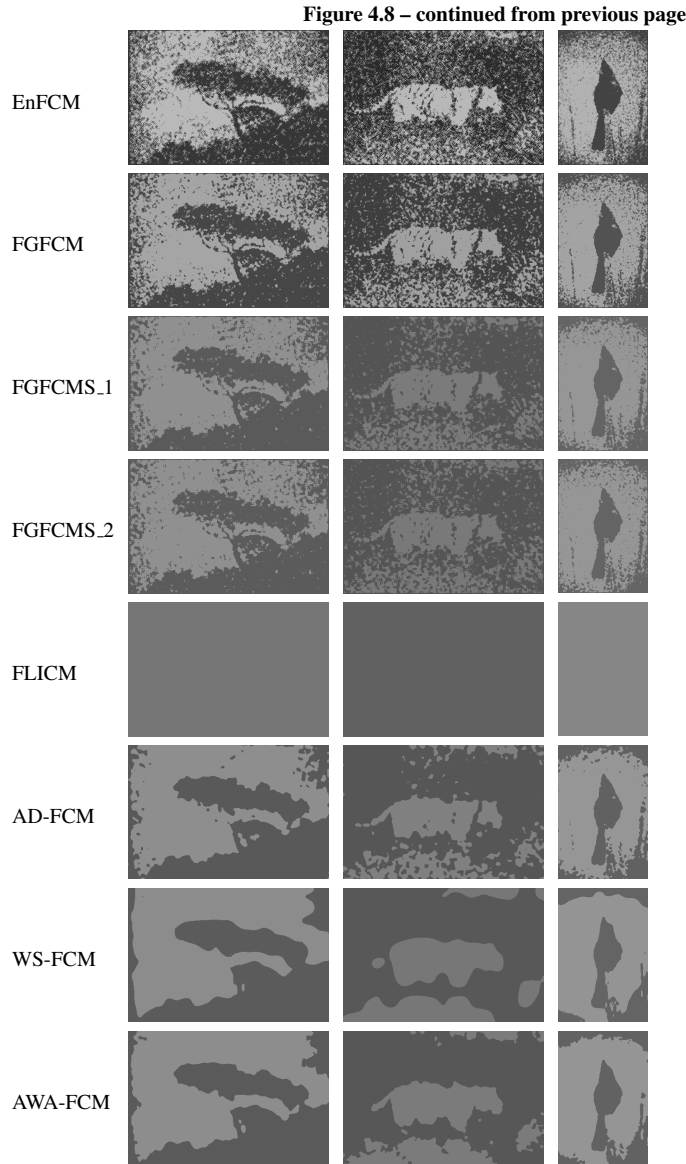 Figure 4.8 – continued from previous page
EnFCM
FGFCM
FGFCMS_1
FGFCMS_2
FLICM
AD-FCM
WS-FCM
AWA-FCM